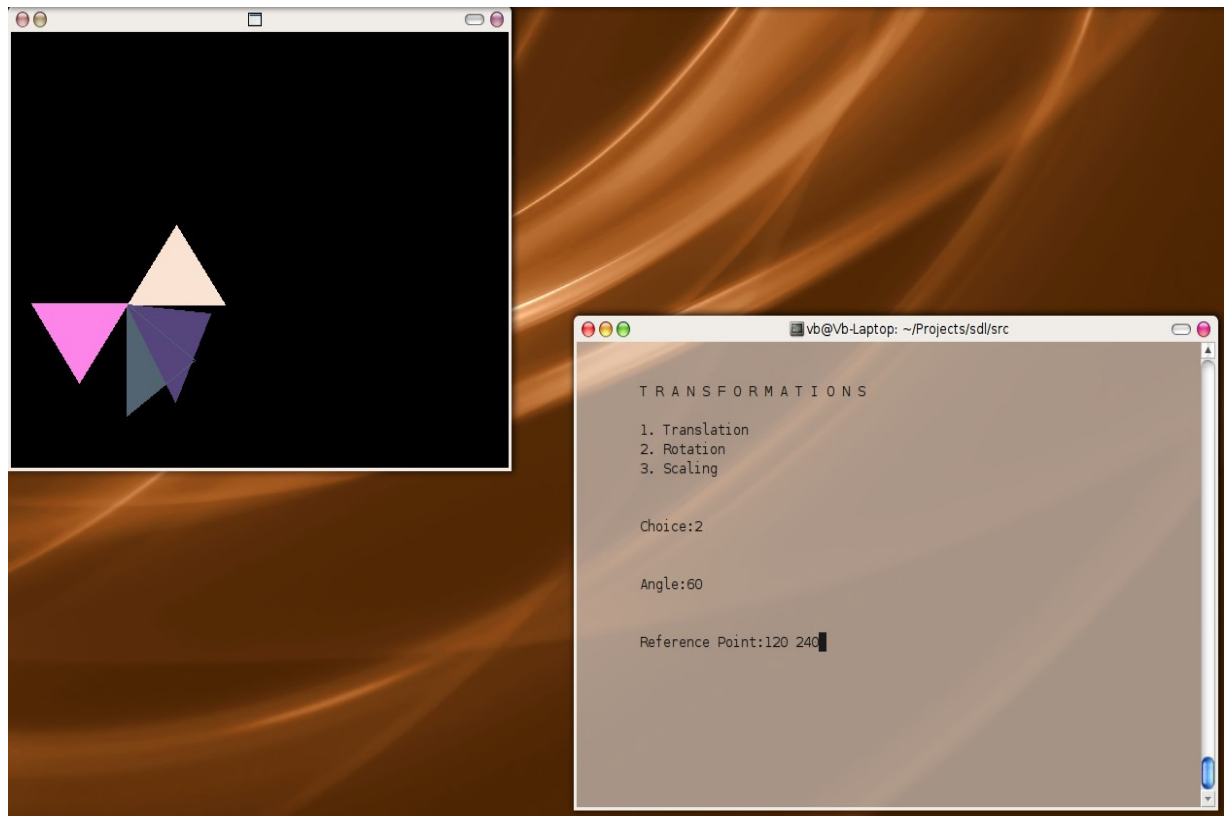 vb@Vb-Laptop: ~/Projects/sdl/src
T R A N S F O R M A T I O N S
1. Translation
2. Rotation
3. Scaling
Choice:2
Angle:60
Reference Point:120 240